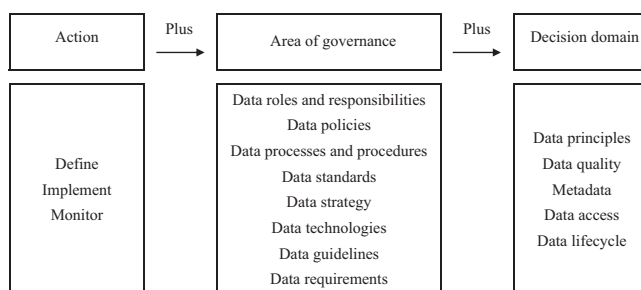 Action
Plus
Area of governance
Plus
Decision domain
Define
Implement
Monitor
Data roles and responsibilities
Data policies
Data processes and procedures
Data standards
Data strategy
Data technologies
Data guidelines
Data requirements
Data principles
Data quality
Metadata
Data access
Data lifecycle